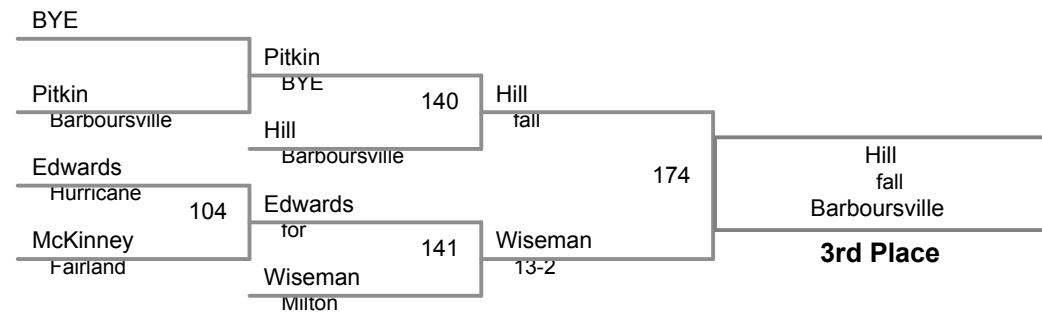 BYE
Pitkin
BYE
Pitkin
Barboursville
140
Hill
fall
Hill
Barboursville
Edwards
Hurricane
104
Edwards
for
McKinney
Fairland
141
Wiseman
13-2
Wiseman
Milton
174
Hill
fall
Barboursville
3rd Place